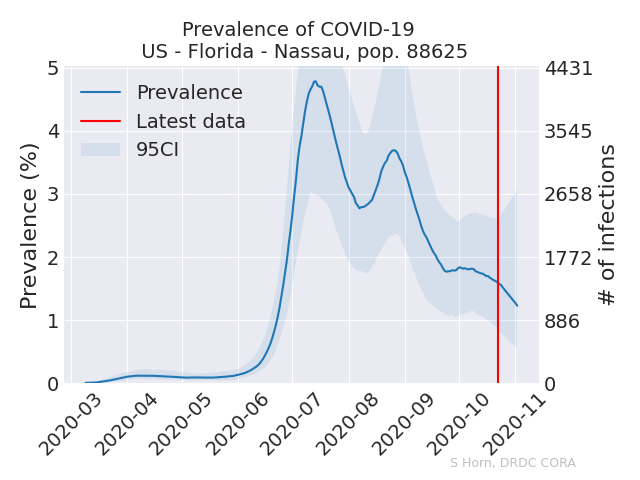 Prevalence of COVID-19
US - Florida - Nassau, pop. 88625
Prevalence
Latest data
95CI
Prevalence (%)
5
4
3
2
1
0
4431
3545
2658
1772
886
0
# of infections
2020-03
2020-04
2020-05
2020-06
2020-07
2020-08
2020-09
2020-10
2020-11
S Horn, DRDC CORA